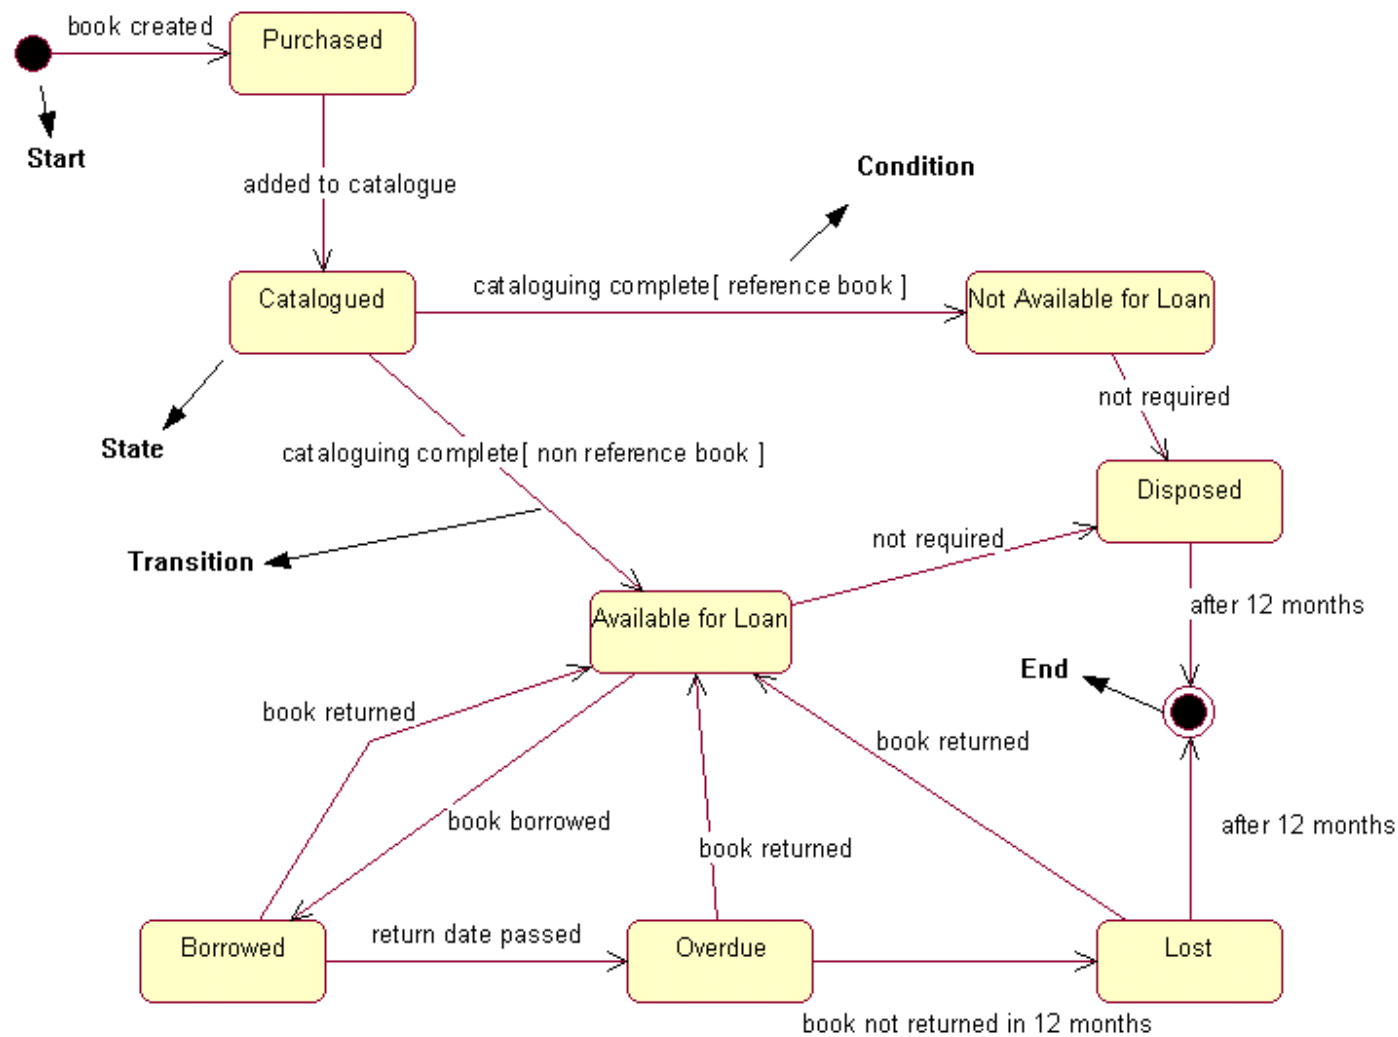 book created
Purchased
Start
added to catalogue
Condition
Catalogued
cataloguing complete[ reference book ]
Not Available for Loan
not required
State
cataloguing complete[ non reference book ]
Disposed
Transition
not required
after 12 months
Available for Loan
End
book returned
book returned
book borrowed
book returned
after 12 months
Borrowed
return date passed
Overdue
Lost
book not returned in 12 months